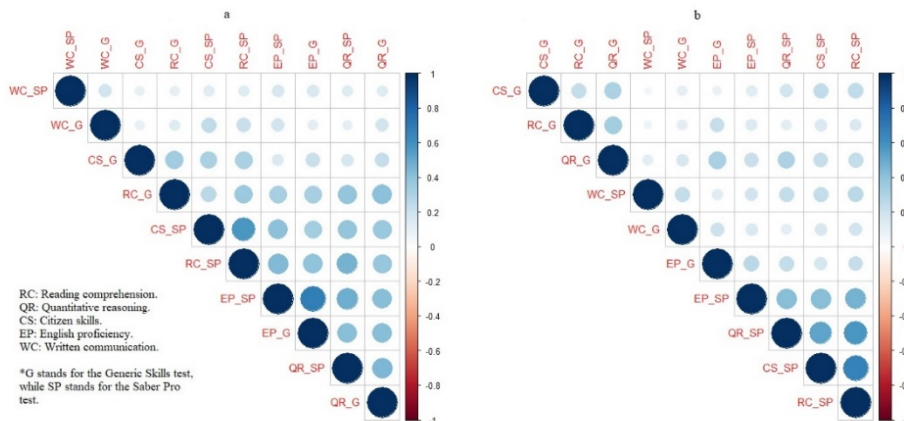 a
WC_SP WC_G CS_G RC_G CS_SP RC_SP EP_SP EP_G QR_SP QR_G
WC_SP
WC_G
CS_G
RC_G
CS_SP
RC_SP
EP_SP
EP_G
QR_SP
QR_G
1
0.8
0.6
0.4
0.2
0
-0.2
-0.4
-0.6
-0.8
RC: Reading comprehension.
QR: Quantitative reasoning.
CS: Citizen skills.
EP: English proficiency.
WC: Written communication.
*G stands for the Generic Skills test,
while SP stands for the Saber Pro
test.
b
CS_G RC_G QR_G WC_SP WC_G EP_G EP_SP QR_SP CS_SP RC_SP
CS_G
RC_G
QR_G
WC_SP
WC_G
EP_G
EP_SP
QR_SP
CS_SP
RC_SP
1
0.8
0.6
0.4
0.2
0
-0.2
-0.4
-0.6
-0.8